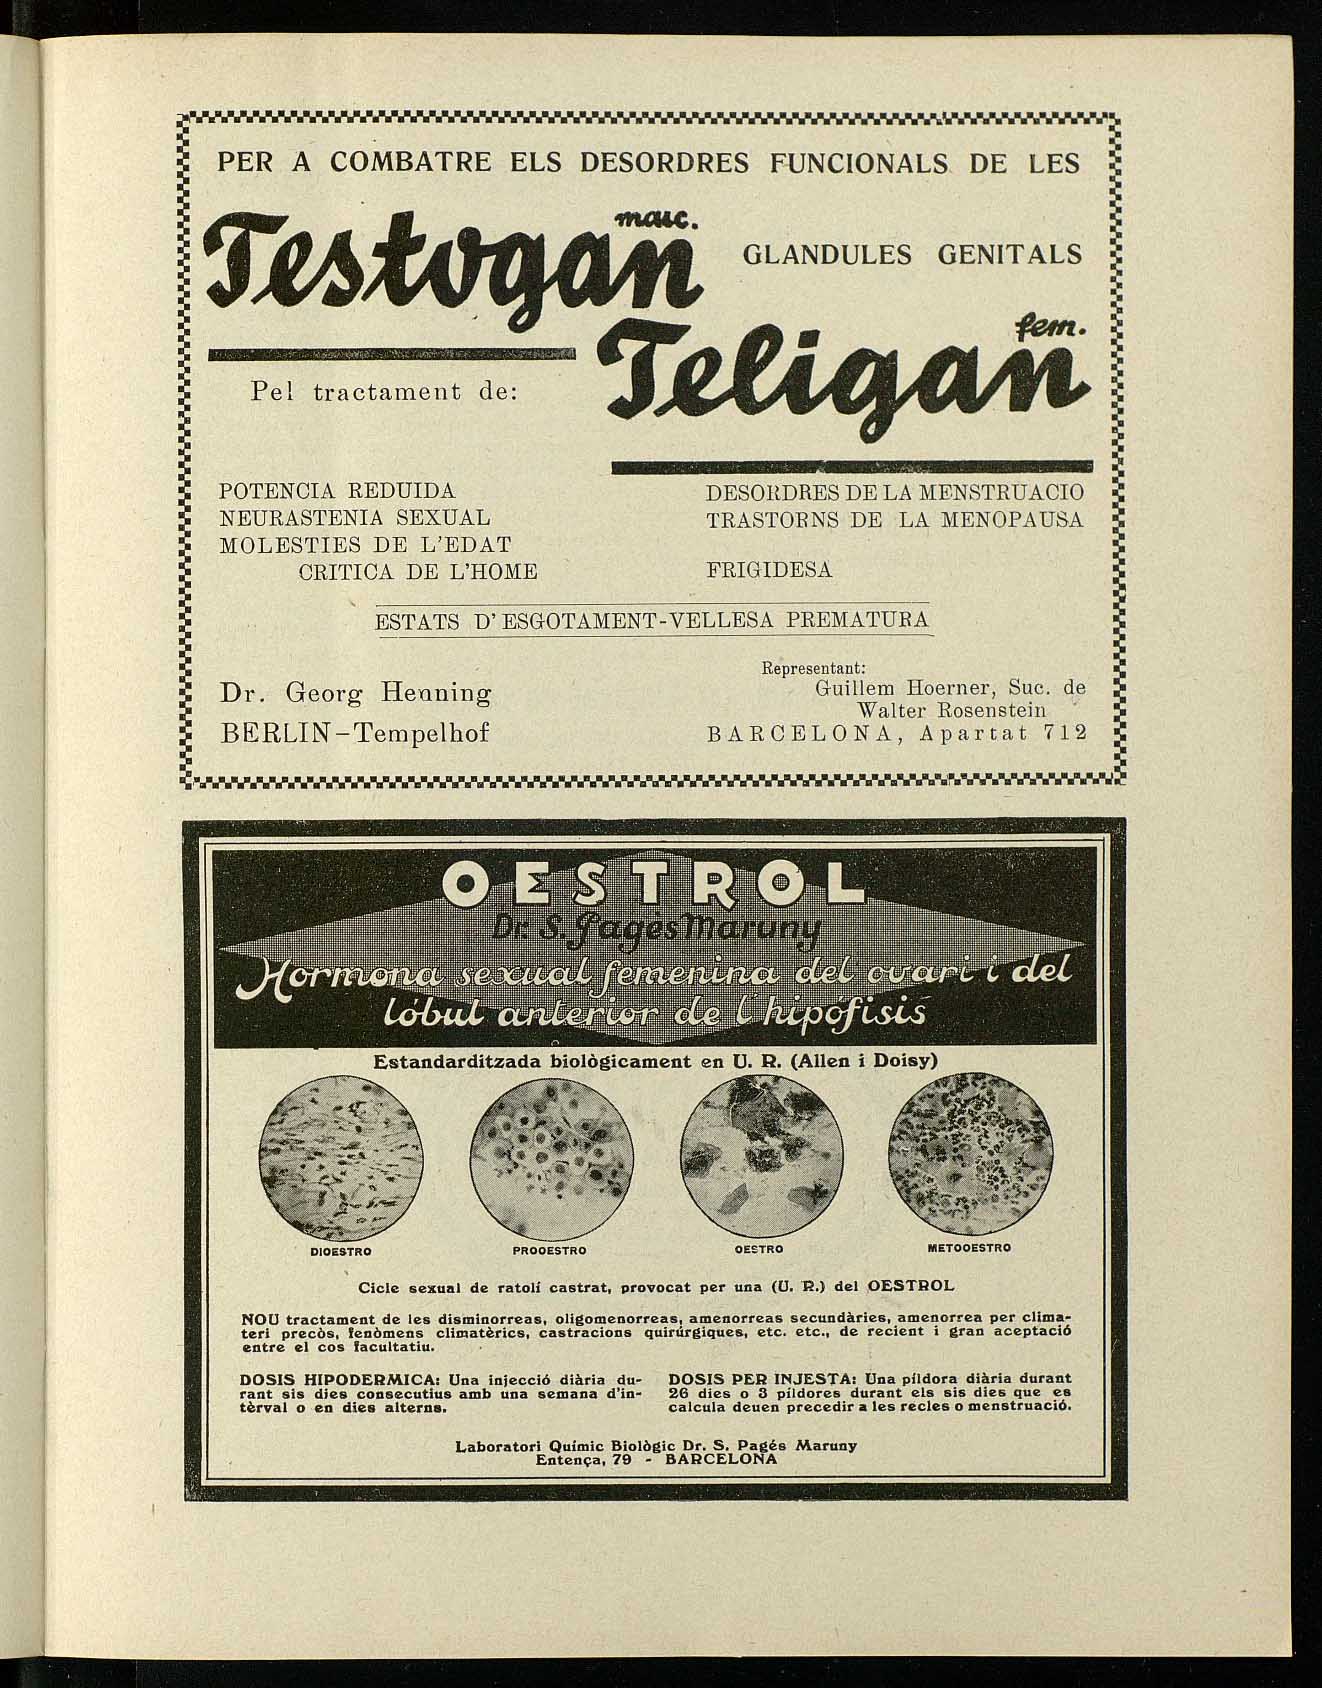 PER A COMBATRE ELS DESORDRES FUNCIONALS DE LES
Testogan masc.
GLANDULES GENITALS
Teligan fem.
Pel tractament de:
POTENCIA REDUIDA
NEURASTENIA SEXUAL
MOLESTIES DE L'EDAT
CRITICA DE L'HOME
DESORDRES DE LA MENSTRUACIO
TRASTORNS DE LA MENOPAUSA
FRIGIDESA
ESTATS D'ESGOTAMENT-VELLESA PREMATURA
Dr. Georg Henning
BERLIN-Tempelhof
Representant:
Guillem Hoerner, Suc. de
Walter Rosenstein
BARCELONA, Apartat 712
OESTROL
Dr. S. Pagès Maruny
Hormona sexual femenina del ovari i del
lóbul anterior de l'hipófisis
Estandarditzada biològicament en U. R. (Allen i Doisy)
DIOESTRO
PROOESTRO
OESTRO
METOOESTRO
Cicle sexual de ratolí castrat, provocat per una (U. R.) del OESTROL
NOU tractament de les disminorreas, oligomenorreas, amenorreas secundàries, amenorrea per clima-
teri precòs, fenòmens climatèrics, castracions quirúrgiques, etc. etc., de recient i gran aceptació
entre el cos facultatiu.
DOSIS HIPODERMICA: Una injecció diària du-
rant sis dies consecutius amb una semana d'in-
tèrval o en dies alterns.
DOSIS PER INJESTA: Una píldora diària durant
26 dies o 3 píldores durant els sis dies que es
calcula deuen precedir a les recles o menstruació.
Laboratori Químic Biològic Dr. S. Pagés Maruny
Entença, 79 - BARCELONA